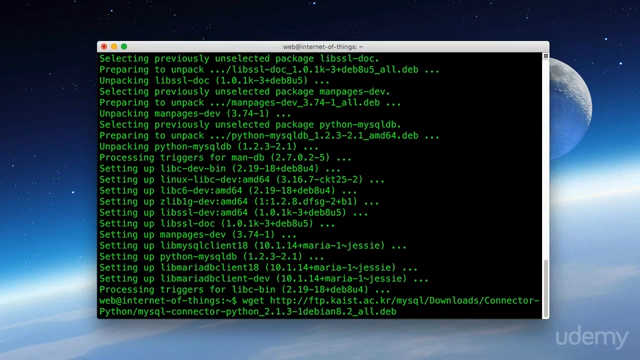 web@internet-of-things: ~
Selecting previously unselected package libssl-doc.
Preparing to unpack .../libssl-doc_1.0.1k-3+deb8u5_all.deb ...
Unpacking libssl-doc (1.0.1k-3+deb8u5) ...
Selecting previously unselected package manpages-dev.
Preparing to unpack .../manpages-dev_3.74-1_all.deb ...
Unpacking manpages-dev (3.74-1) ...
Selecting previously unselected package python-mysqldb.
Preparing to unpack .../python-mysqldb_1.2.3-2.1_amd64.deb ...
Unpacking python-mysqldb (1.2.3-2.1) ...
Processing triggers for man-db (2.7.0.2-5) ...
Setting up libc-dev-bin (2.19-18+deb8u4) ...
Setting up linux-libc-dev:amd64 (3.16.7-ckt25-2) ...
Setting up libc6-dev:amd64 (2.19-18+deb8u4) ...
Setting up zlib1g-dev:amd64 (1:1.2.8.dfsg-2+b1) ...
Setting up libssl-dev:amd64 (1.0.1k-3+deb8u5) ...
Setting up libssl-doc (1.0.1k-3+deb8u5) ...
Setting up manpages-dev (3.74-1) ...
Setting up libmysqlclient18 (10.1.14+maria-1~jessie) ...
Setting up python-mysqldb (1.2.3-2.1) ...
Setting up libmariadbclient18 (10.1.14+maria-1~jessie) ...
Setting up libmariadbclient-dev (10.1.14+maria-1~jessie) ...
Processing triggers for libc-bin (2.19-18+deb8u4) ...
web@internet-of-things:~$ wget http://ftp.kaist.ac.kr/mysql/Downloads/Connector-
Python/mysql-connector-python_2.1.3-1debian8.2_all.deb
udemy